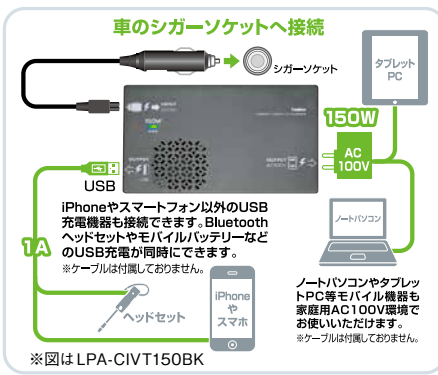 車のシガーソケットへ接続
シガーソケット
タブレット
PC
INPUT
150W
150W
OUTPUT
OUTPUT
AC100V
AC
100V
USB
iPhoneやスマートフォン以外のUSB
充電機器も接続できます。Bluetooth
ヘッドセットやモバイルバッテリーなど
のUSB充電が同時にできます。
※ケーブルは付属しておりません。
1A
ノートパソコン
ヘッドセット
iPhone
や
スマホ
ノートパソコンやタブレッ
トPC等モバイル機器も
家庭用AC100V環境で
お使いいただけます。
※ケーブルは付属しておりません。
※図はLPA-CIVT150BK